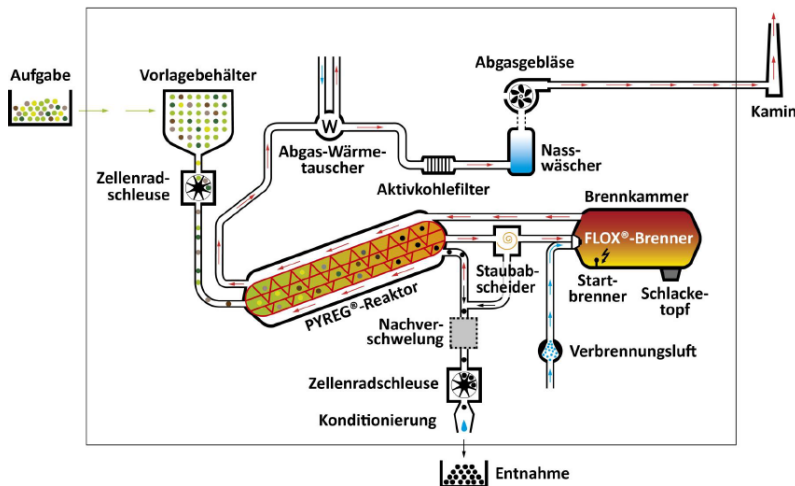 Aufgabe
Vorlagebehälter
Zellenrad-
schleuse
W
Abgas-Wärme-
tauscher
Aktivkohlefilter
Abgasgebläse
Nass-
wäscher
Kamin
Brennkammer
FLOX®-Brenner
Start-
brenner
Schlacke-
topf
Staubab-
scheider
PYREG®-Reaktor
Nachver-
schwelung
Verbrennungsluft
Zellenradschleuse
Konditionierung
Entnahme